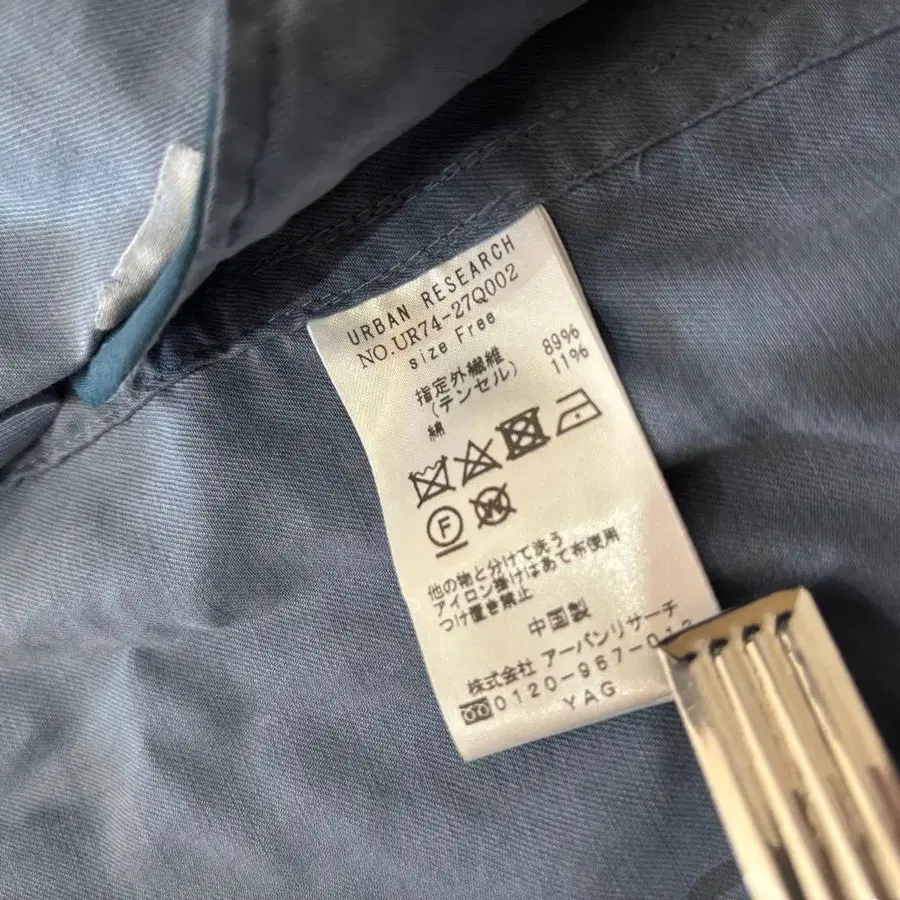 URBAN RESEARCH
NO.UR74-27Q002
size Free
指定外繊維 89%
(テンセル) 11%
綿
F
W
他の物と分けて洗う
アイロン掛けはあて布使用
つけ置き禁止
中国製
株式会社 アーバンリサーチ
0120-967-01
YAG